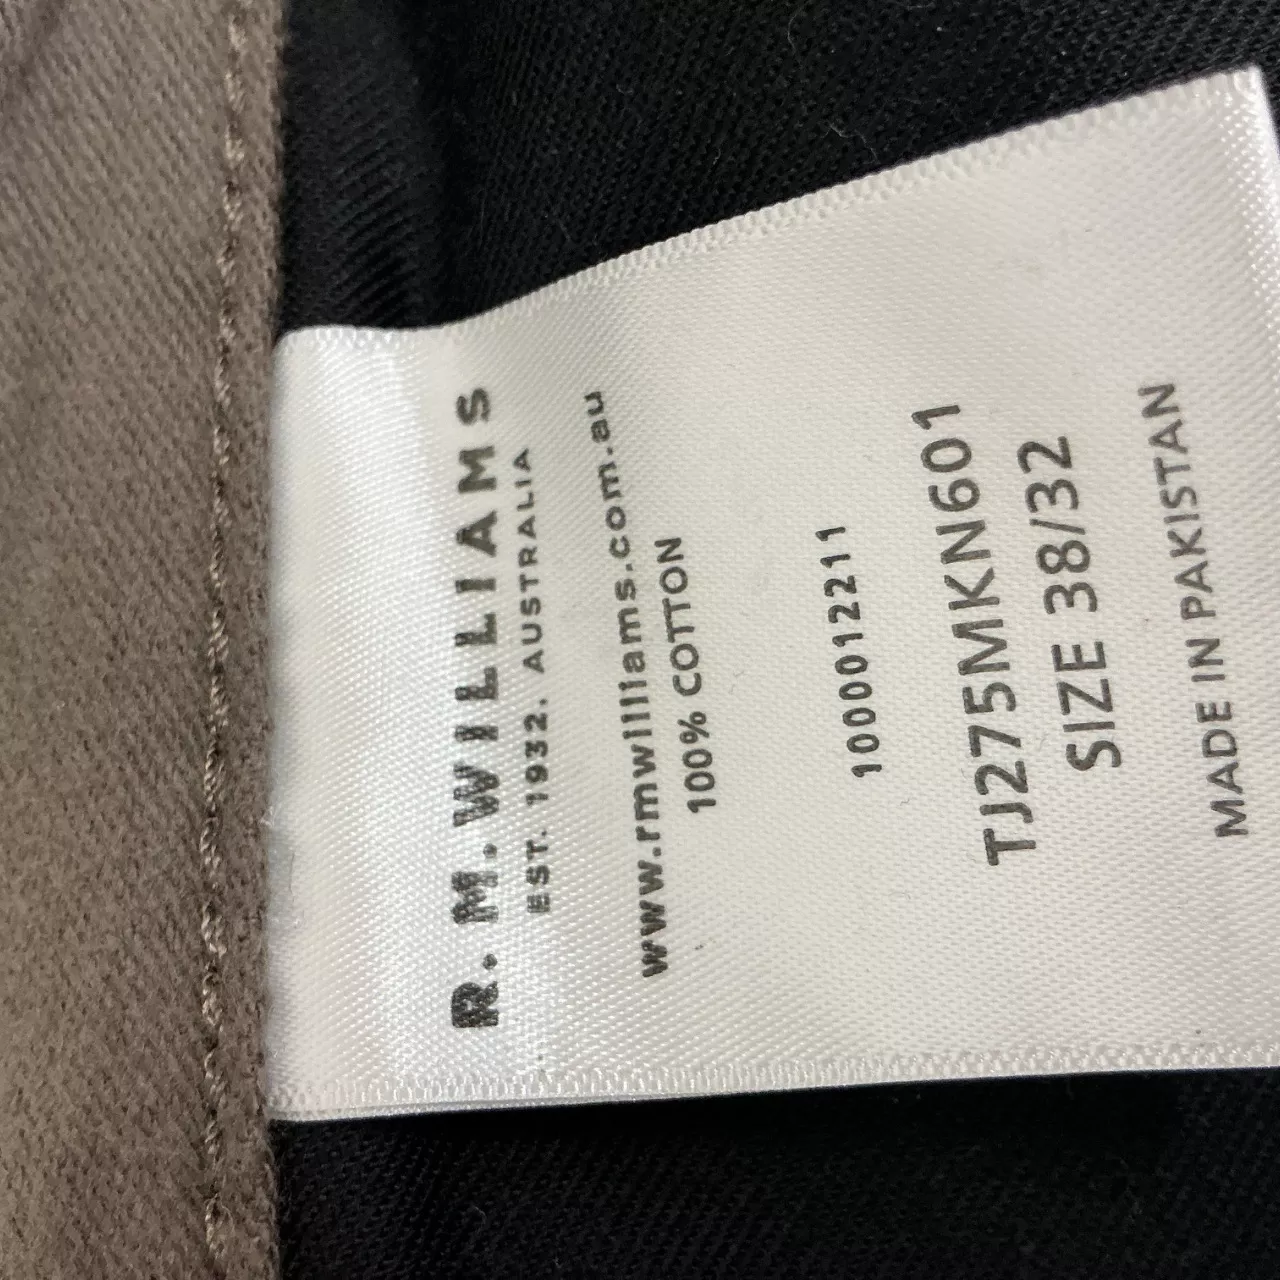 R.M.WILLIAMS
EST. 1932. AUSTRALIA
www.rmwilliams.com.au
100% COTTON
1000012211
TJ275MKN601
SIZE 38/32
MADE IN PAKISTAN